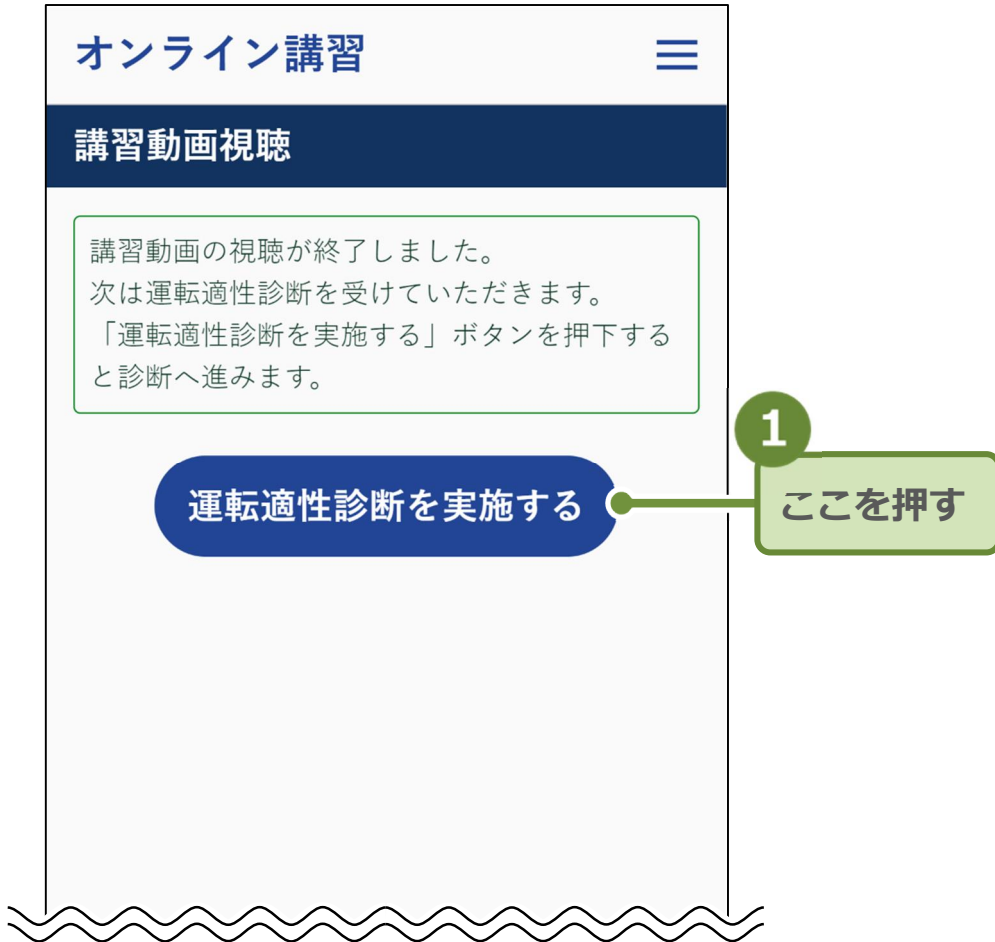 オンライン講習
講習動画視聴
講習動画の視聴が終了しました。
次は運転適性診断を受けていただきます。
「運転適性診断を実施する」ボタンを押下する
と診断へ進みます。
運転適性診断を実施する
1
ここを押す